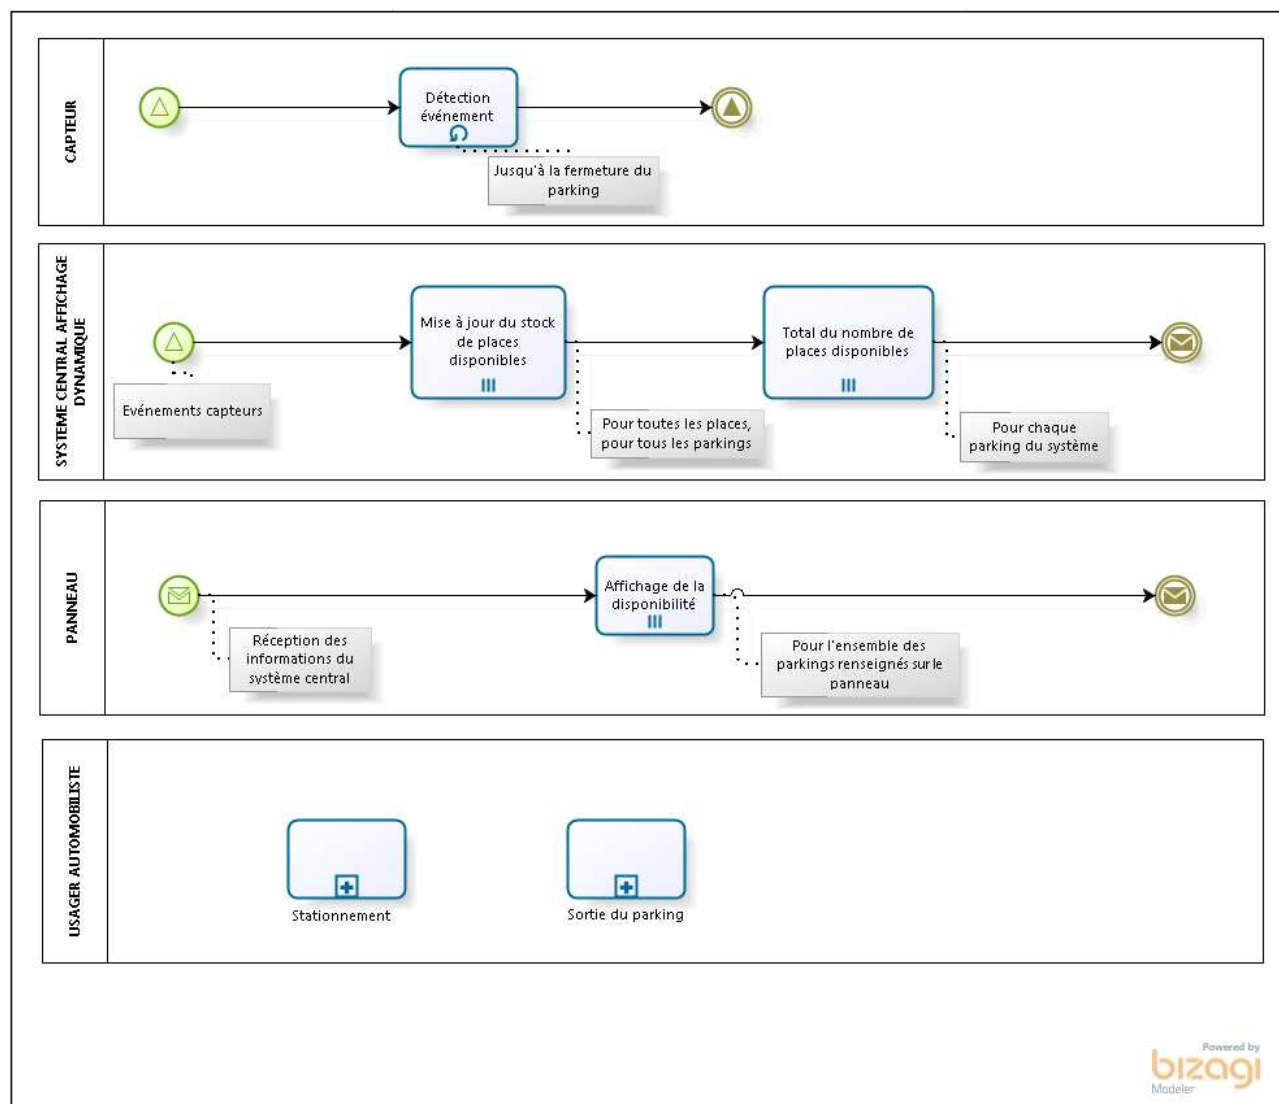 CAPTEUR
Détection
événement
Jusqu'à la fermeture du
parking
SYSTEME CENTRAL AFFICHAGE
DYNAMIQUE
Mise à jour du stock
de places
disponibles
Total du nombre de
places disponibles
Evénements capteurs
Pour toutes les places,
pour tous les parkings
Pour chaque
parking du système
PANNEAU
Affichage de la
disponibilité
Réception des
informations du
système central
Pour l'ensemble des
parkings renseignés sur le
panneau
USAGER AUTOMOBILISTE
Stationnement
Sortie du parking
Powered by
bizagi
Modeler